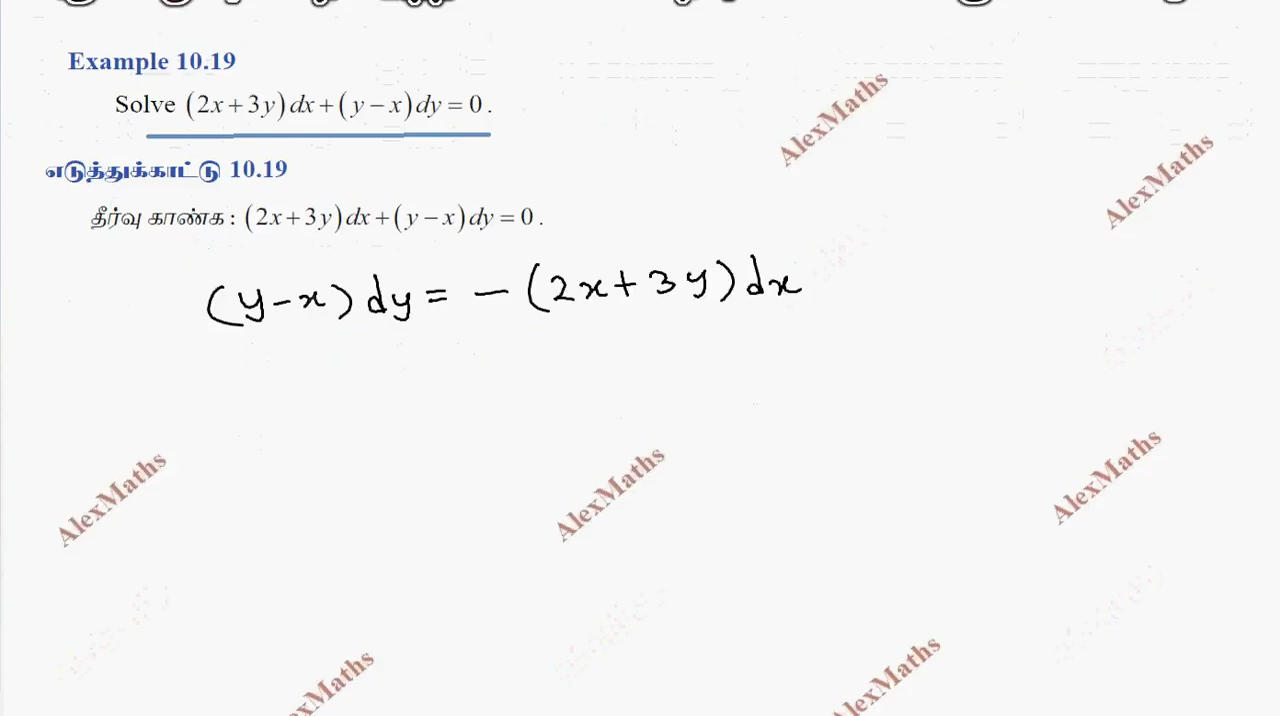 Example 10.19
Solve (2x+3y)dx+(y−x)dy=0.
எடுத்துக்காட்டு 10.19
தீர்வு காண்க : (2x+3y)dx+(y−x)dy=0.
(y-x) dy = - (2x+3y) dx
AlexMaths
AlexMaths
AlexMaths
AlexMaths
AlexMaths
AlexMaths
AlexMaths